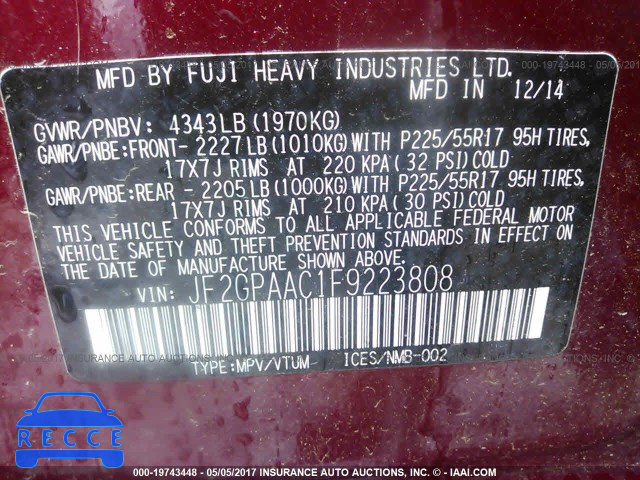 MFD BY FUJI HEAVY INDUSTRIES LTD.
MFD IN 12/14
GVWR/PNBV: 4343LB(1970KG)
GAWR/PNBE:FRONT- 2227LB(1010KG)WITH P225/55R17 95H TIRES,
17X7J RIMS AT 220 KPA( 32 PSI)COLD
GAWR/PNBE:REAR - 2205LB(1000KG)WITH P225/55R17 95H TIRES,
17X7J RIMS AT 210 KPA( 30 PSI)COLD
THIS VEHICLE CONFORMS TO ALL APPLICABLE FEDERAL MOTOR
VEHICLE SAFETY AND THEFT PREVENTION STANDARDS IN EFFECT
ON THE DATE OF MANUFACTURE SHOWN ABOVE.
VIN: JF2GPAAC1F9223808
TYPE:MPV/VTUM ICES/NMB-002
RECCE
000-19743448 - 05/05/2017 INSURANCE AUTO AUCTIONS, INC. - © - IAAI.COM